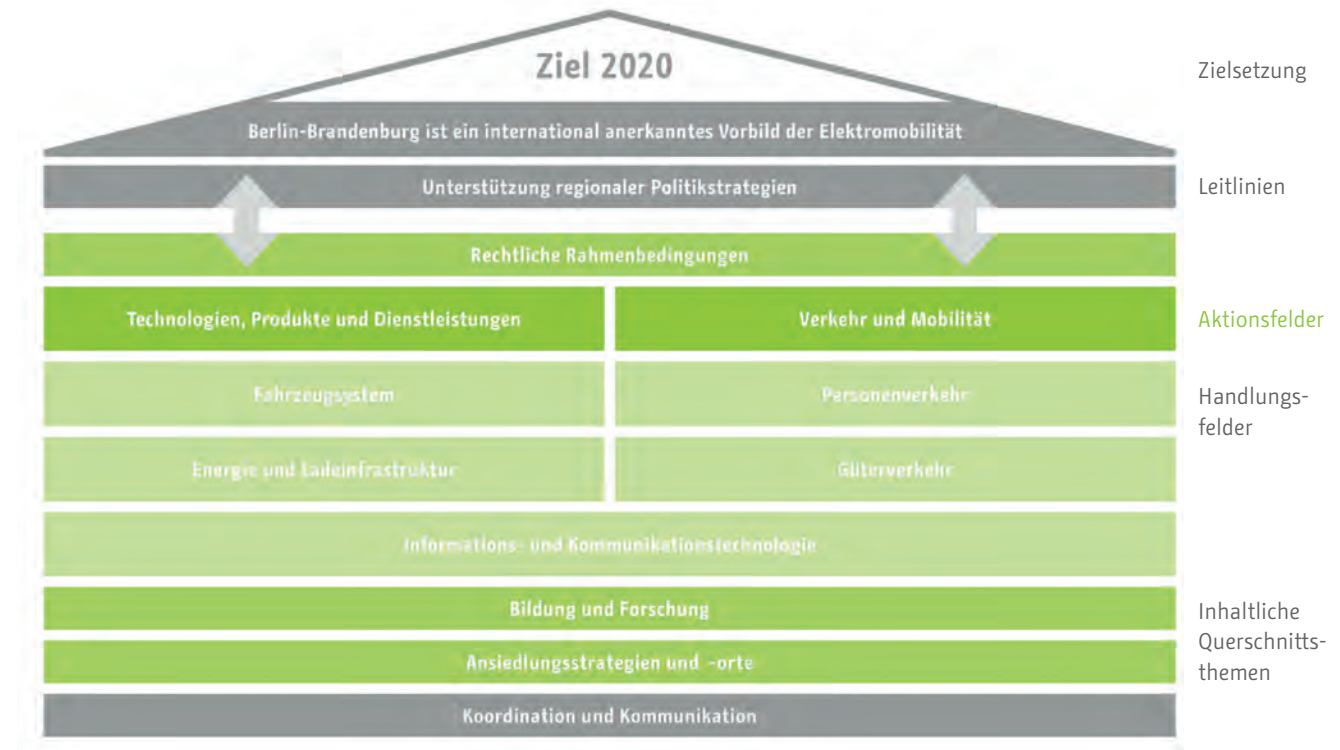 Ziel 2020
Zielsetzung
Berlin-Brandenburg ist ein international anerkanntes Vorbild der Elektromobilität
Unterstützung regionaler Politikstrategien
Leitlinien
Rechtliche Rahmenbedingungen
Technologien, Produkte und Dienstleistungen
Verkehr und Mobilität
Aktionsfelder
Fahrzeugsystem
Personenverkehr
Handlungs-
felder
Energie und Ladeinfrastruktur
Güterverkehr
Informations- und Kommunikationstechnologie
Bildung und Forschung
Inhaltliche
Querschnitts-
themen
Ansiedlungsstrategien und -orte
Koordination und Kommunikation